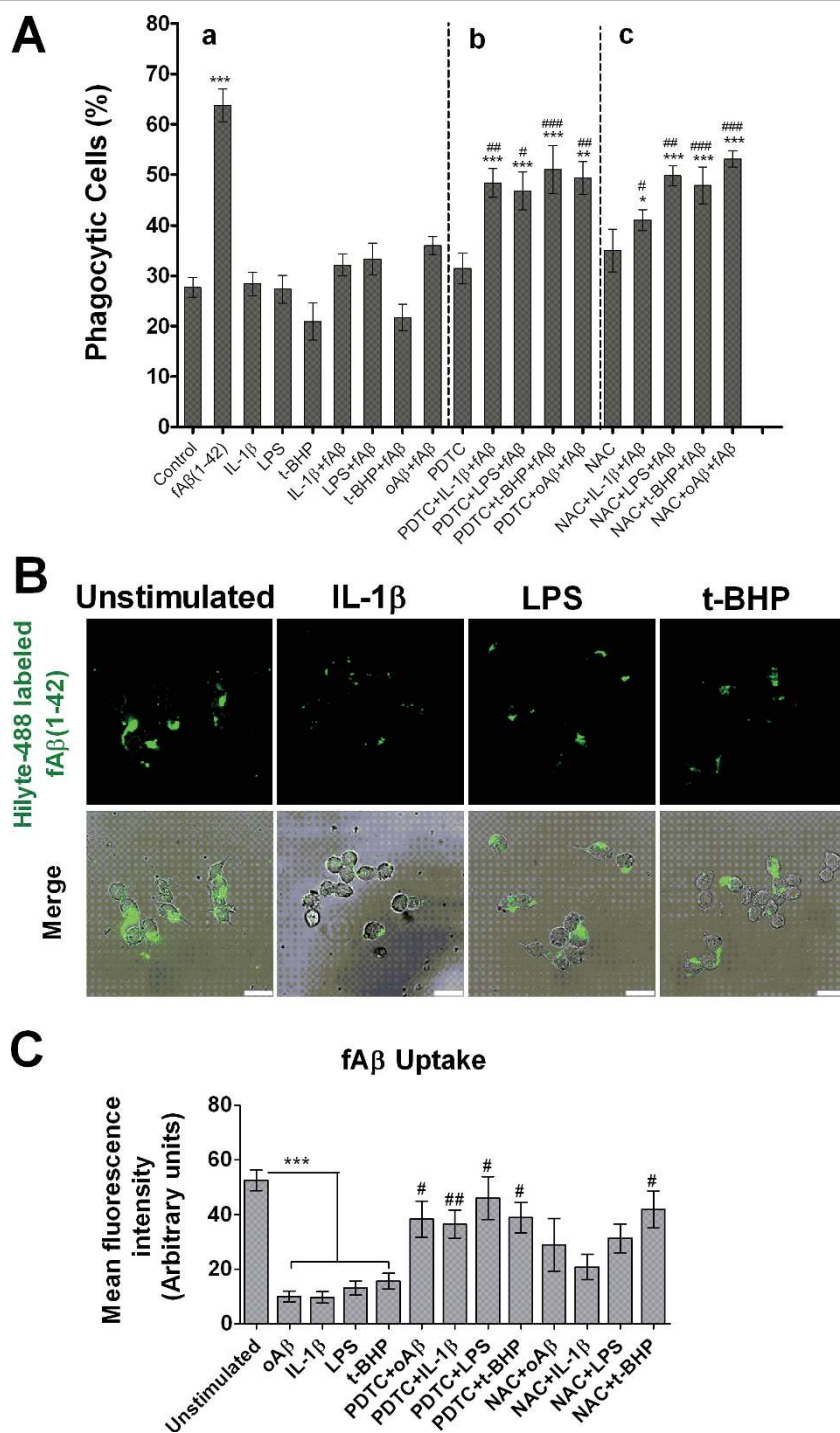 A
a
b
c
Phagocytic Cells (%)
80
70
60
50
40
30
20
10
0
***
##
***
#
***
###
***
##
**
#
*
##
***
###
***
###
***
Control
fAβ(1-42)
IL-1β
LPS
t-BHP
IL-1β+fAβ
LPS+fAβ
t-BHP+fAβ
oAβ+fAβ
PDTC
PDTC+IL-1β+fAβ
PDTC+LPS+fAβ
PDTC+t-BHP+fAβ
PDTC+oAβ+fAβ
NAC
NAC+IL-1β+fAβ
NAC+LPS+fAβ
NAC+t-BHP+fAβ
NAC+oAβ+fAβ
B
Unstimulated
IL-1β
LPS
t-BHP
Hilyte-488 labeled
fAβ(1-42)
Merge
C
fAβ Uptake
Mean fluorescence
intensity
(Arbitrary units)
80
60
40
20
0
***
#
##
#
#
#
Unstimulated
oAβ
IL-1β
LPS
t-BHP
PDTC+oAβ
PDTC+IL-1β
PDTC+LPS
PDTC+t-BHP
NAC+oAβ
NAC+IL-1β
NAC+LPS
NAC+t-BHP